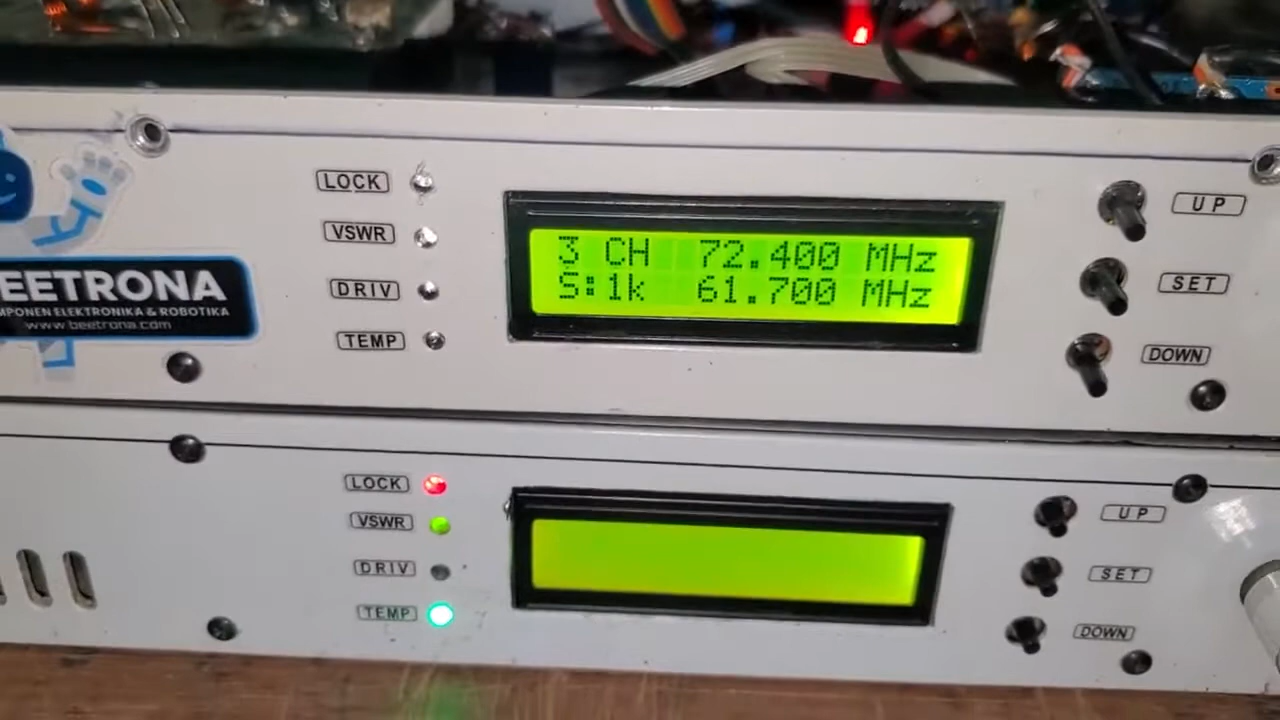 LOCK
VSWR
DRIV
TEMP
3 CH 72.400 MHz
S:1k 61.700 MHz
UP
SET
DOWN
EETRONA
MPONEN ELEKTRONIKA & ROBOTIKA
www.beetrona.com
LOCK
VSWR
DRIV
TEMP
UP
SET
DOWN